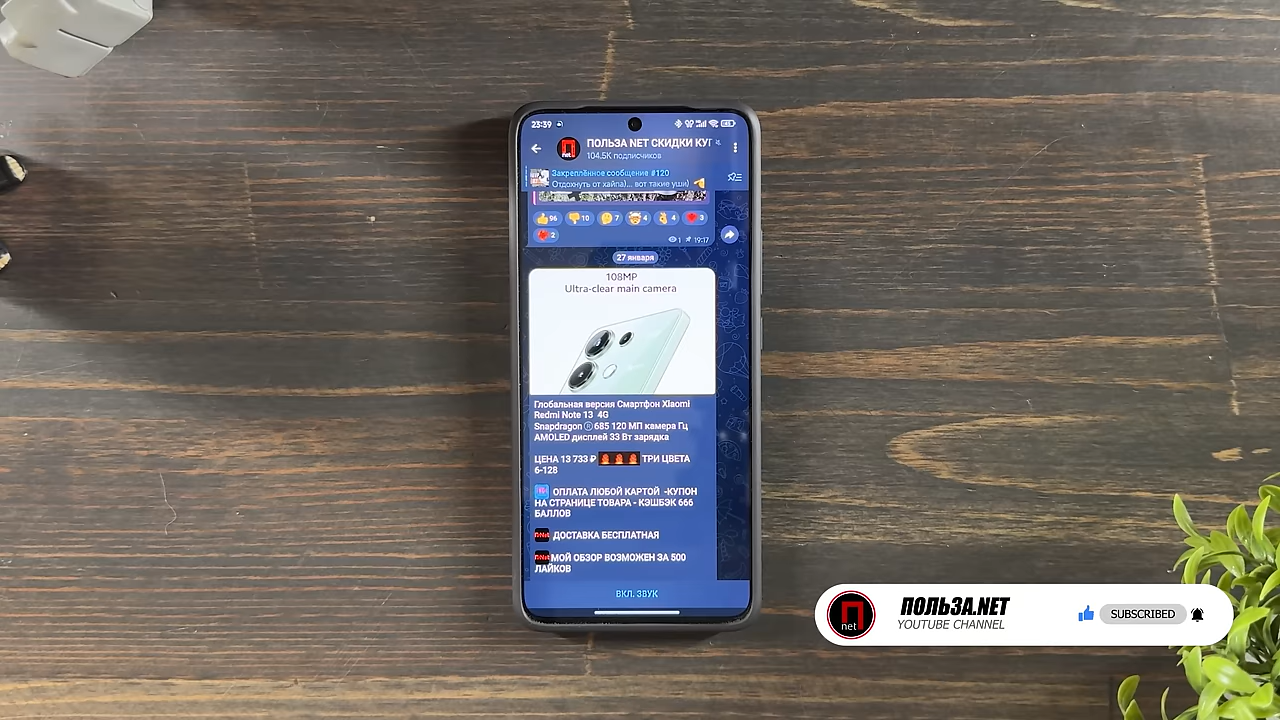 23:39
ПОЛЬЗА NET СКИДКИ КУП
104.5K подписчиков
Закреплённое сообщение #120
Отдохнуть от хайпа)... вот такие уши)
96 10 7 4 4 3
2
1 19:17
27 января
108MP
Ultra-clear main camera
Глобальная версия Смартфон Xiaomi
Redmi Note 13 4G
Snapdragon ® 685 120 МП камера Гц
AMOLED дисплей 33 Вт зарядка
ЦЕНА 13 733 ₽ ТРИ ЦВЕТА
6-128
ОПЛАТА ЛЮБОЙ КАРТОЙ -КУПОН
НА СТРАНИЦЕ ТОВАРА - КЭШБЭК 666
БАЛЛОВ
ДОСТАВКА БЕСПЛАТНАЯ
МОЙ ОБЗОР ВОЗМОЖЕН ЗА 500
ЛАЙКОВ
ВКЛ. ЗВУК
П net
ПОЛЬЗА.NET
YOUTUBE CHANNEL
SUBSCRIBED